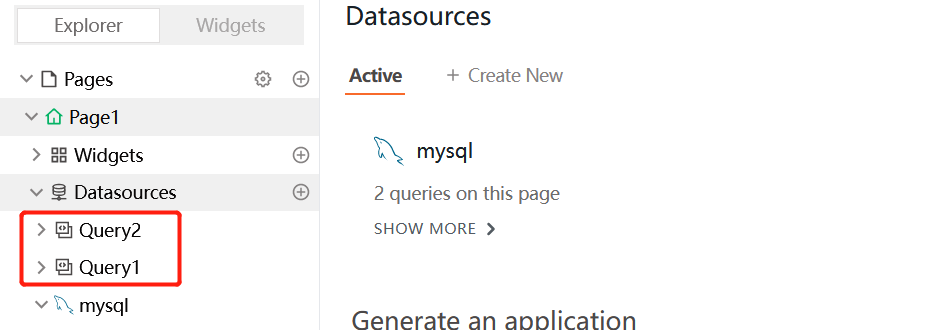 Explorer
Widgets
Pages
Page1
Widgets
Datasources
Query2
Query1
mysql
Datasources
Active
+ Create New
mysql
2 queries on this page
SHOW MORE
Generate an application